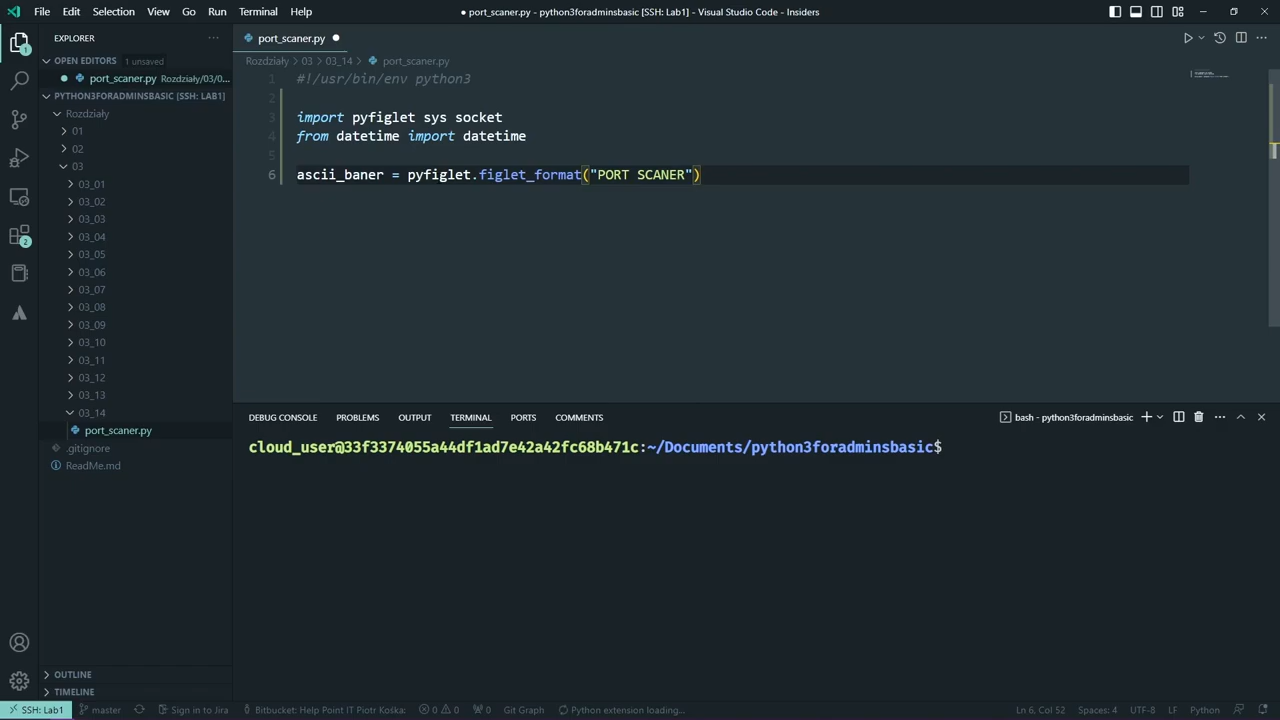 File Edit Selection View Go Run Terminal Help
● port_scaner.py - python3foradminsbasic [SSH: Lab1] - Visual Studio Code - Insiders
EXPLORER
OPEN EDITORS 1 unsaved
port_scaner.py Rozdziały/03/0...
PYTHON3FORADMINSBASIC [SSH: LAB1]
Rozdziały
01
02
03
03_01
03_02
03_03
03_04
03_05
03_06
03_07
03_08
03_09
03_10
03_11
03_12
03_13
03_14
port_scaner.py
.gitignore
ReadMe.md
OUTLINE
TIMELINE
1
2
port_scaner.py
Rozdziały > 03 > 03_14 > port_scaner.py
1 #!/usr/bin/env python3
2
3 import pyfiglet sys socket
4 from datetime import datetime
5
6 ascii_baner = pyfiglet.figlet_format("PORT SCANER")
DEBUG CONSOLE PROBLEMS OUTPUT TERMINAL PORTS COMMENTS
bash - python3foradminsbasic
cloud_user@33f3374055a44df1ad7e42a42fc68b471c:~/Documents/python3foradminsbasic$
SSH: Lab1 master Sign in to Jira Bitbucket: Help Point IT Piotr Kośka: 0 0 0 Git Graph Python extension loading... Ln 6, Col 52 Spaces: 4 UTF-8 LF Python